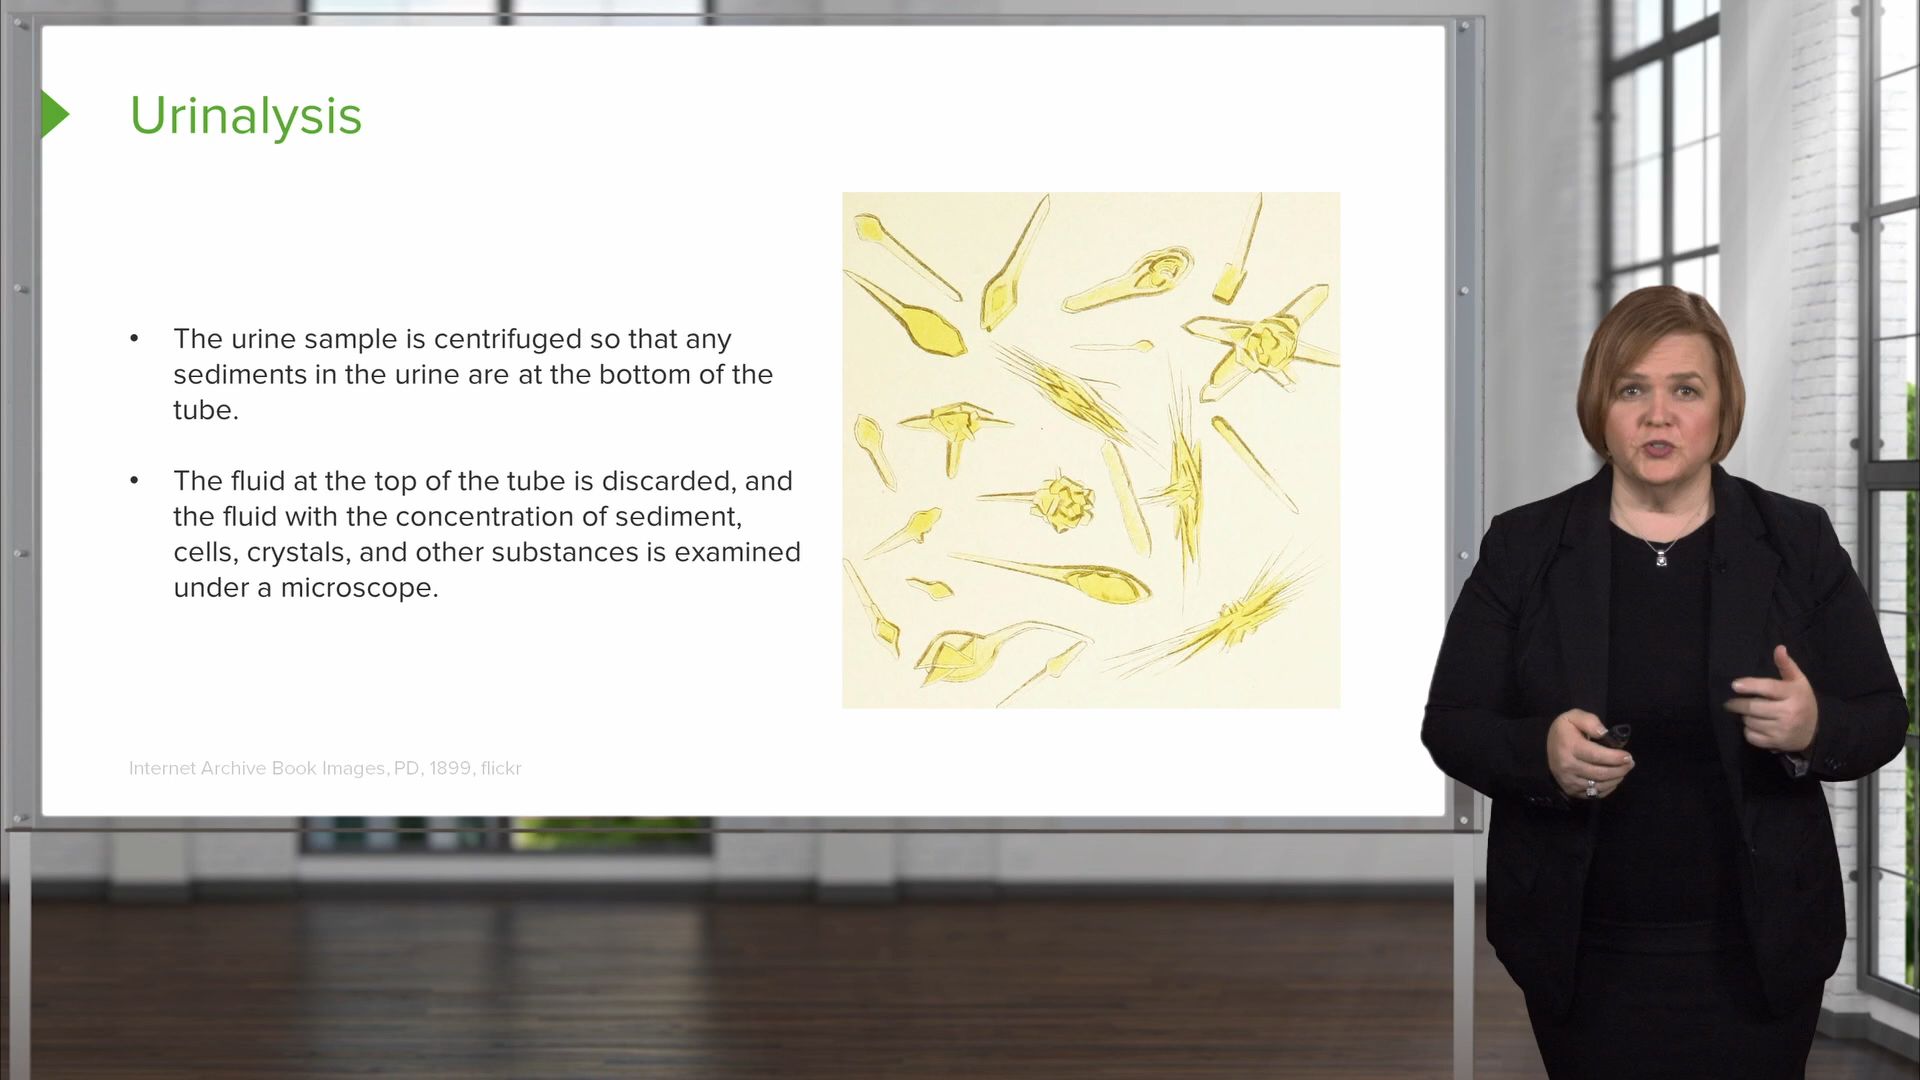 Urinalysis
• The urine sample is centrifuged so that any
sediments in the urine are at the bottom of the
tube.
• The fluid at the top of the tube is discarded, and
the fluid with the concentration of sediment,
cells, crystals, and other substances is examined
under a microscope.
Internet Archive Book Images, PD, 1899, flickr